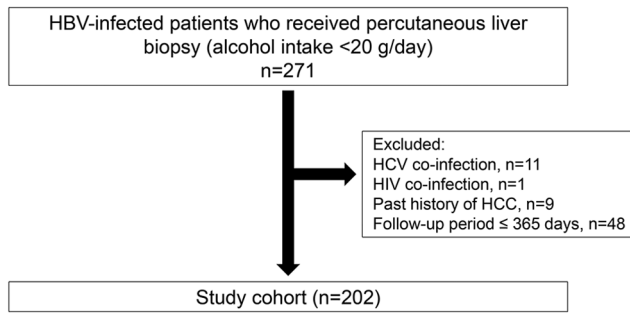 HBV-infected patients who received percutaneous liver
biopsy (alcohol intake <20 g/day)
n=271
Excluded:
HCV co-infection, n=11
HIV co-infection, n=1
Past history of HCC, n=9
Follow-up period ≤ 365 days, n=48
Study cohort (n=202)